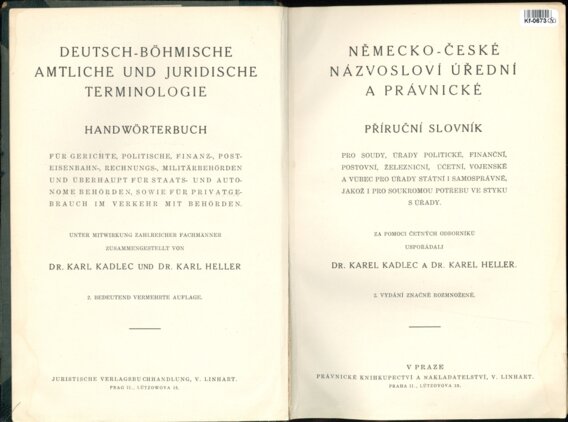 DEUTSCH-BÖHMISCHE
AMTLICHE UND JURIDISCHE
TERMINOLOGIE
HANDWÖRTERBUCH
FÜR GERICHTE, POLITISCHE, FINANZ-, POST-
EISENBAHN-, RECHNUNGS-, MILITÄRBEHÖRDEN
UND ÜBERHAUPT FÜR STAATS- UND AUTO-
NOME BEHÖRDEN, SOWIE FÜR PRIVATGE-
BRAUCH IM VERKEHR MIT BEHÖRDEN.
UNTER MITWIRKUNG ZAHLREICHER FACHMÄNNER
ZUSAMMENGESTELLT VON
DR. KARL KADLEC UND DR. KARL HELLER
2. BEDEUTEND VERMEHRTE AUFLAGE.
JURISTISCHE VERLAGSBUCHHANDLUNG, V. LINHART.
PRAG II., LÜTZOWOVA 13.
Kf-0673
NĚMECKO-ČESKÉ
NÁZVOSLOVÍ ÚŘEDNÍ
A PRÁVNICKÉ
PŘÍRUČNÍ SLOVNÍK
PRO SOUDY, ÚŘADY POLITICKÉ, FINANČNÍ,
POŠTOVNÍ, ŽELEZNIČNÍ, ÚČETNÍ, VOJENSKÉ
A VŮBEC PRO ÚŘADY STÁTNÍ I SAMOSPRÁVNÉ,
JAKOŽ I PRO SOUKROMOU POTŘEBU VE STYKU
S ÚŘADY.
ZA POMOCI ČETNÝCH ODBORNÍKŮ
USPOŘÁDALI
DR. KAREL KADLEC A DR. KAREL HELLER.
2. VYDÁNÍ ZNAČNĚ ROZMNOŽENÉ.
V PRAZE
PRÁVNICKÉ KNIHKUPECTVÍ A NAKLADATELSTVÍ, V. LINHART.
PRAHA II., LÜTZOWOVA 13.